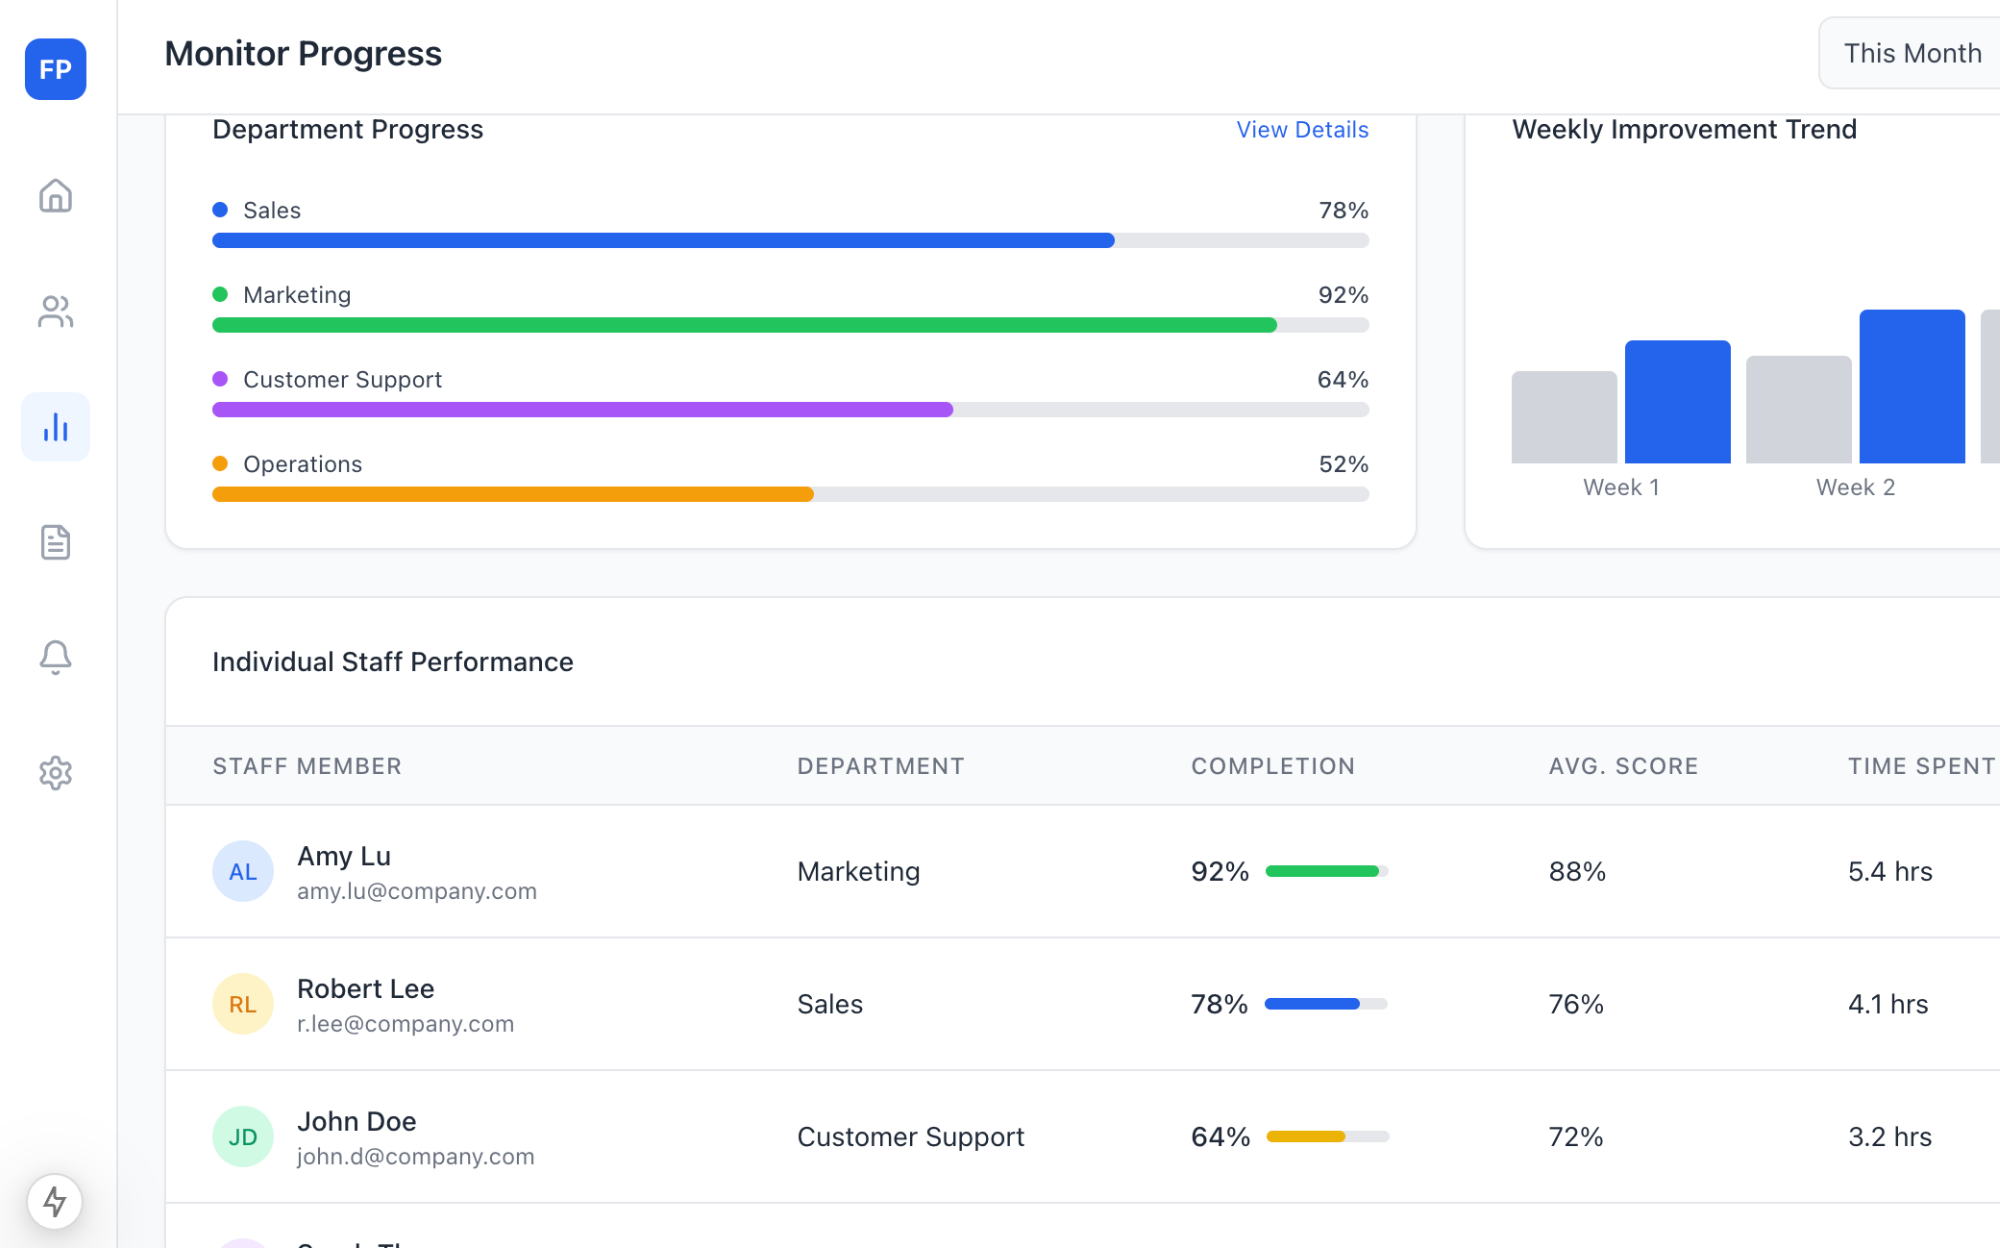 FP
Monitor Progress
This Month
Department Progress
View Details
Sales
78%
Marketing
92%
Customer Support
64%
Operations
52%
Weekly Improvement Trend
Week 1
Week 2
Individual Staff Performance
STAFF MEMBER DEPARTMENT COMPLETION AVG. SCORE TIME SPENT
AL
Amy Lu
amy.lu@company.com
Marketing
92%
88%
5.4 hrs
RL
Robert Lee
r.lee@company.com
Sales
78%
76%
4.1 hrs
JD
John Doe
john.d@company.com
Customer Support
64%
72%
3.2 hrs